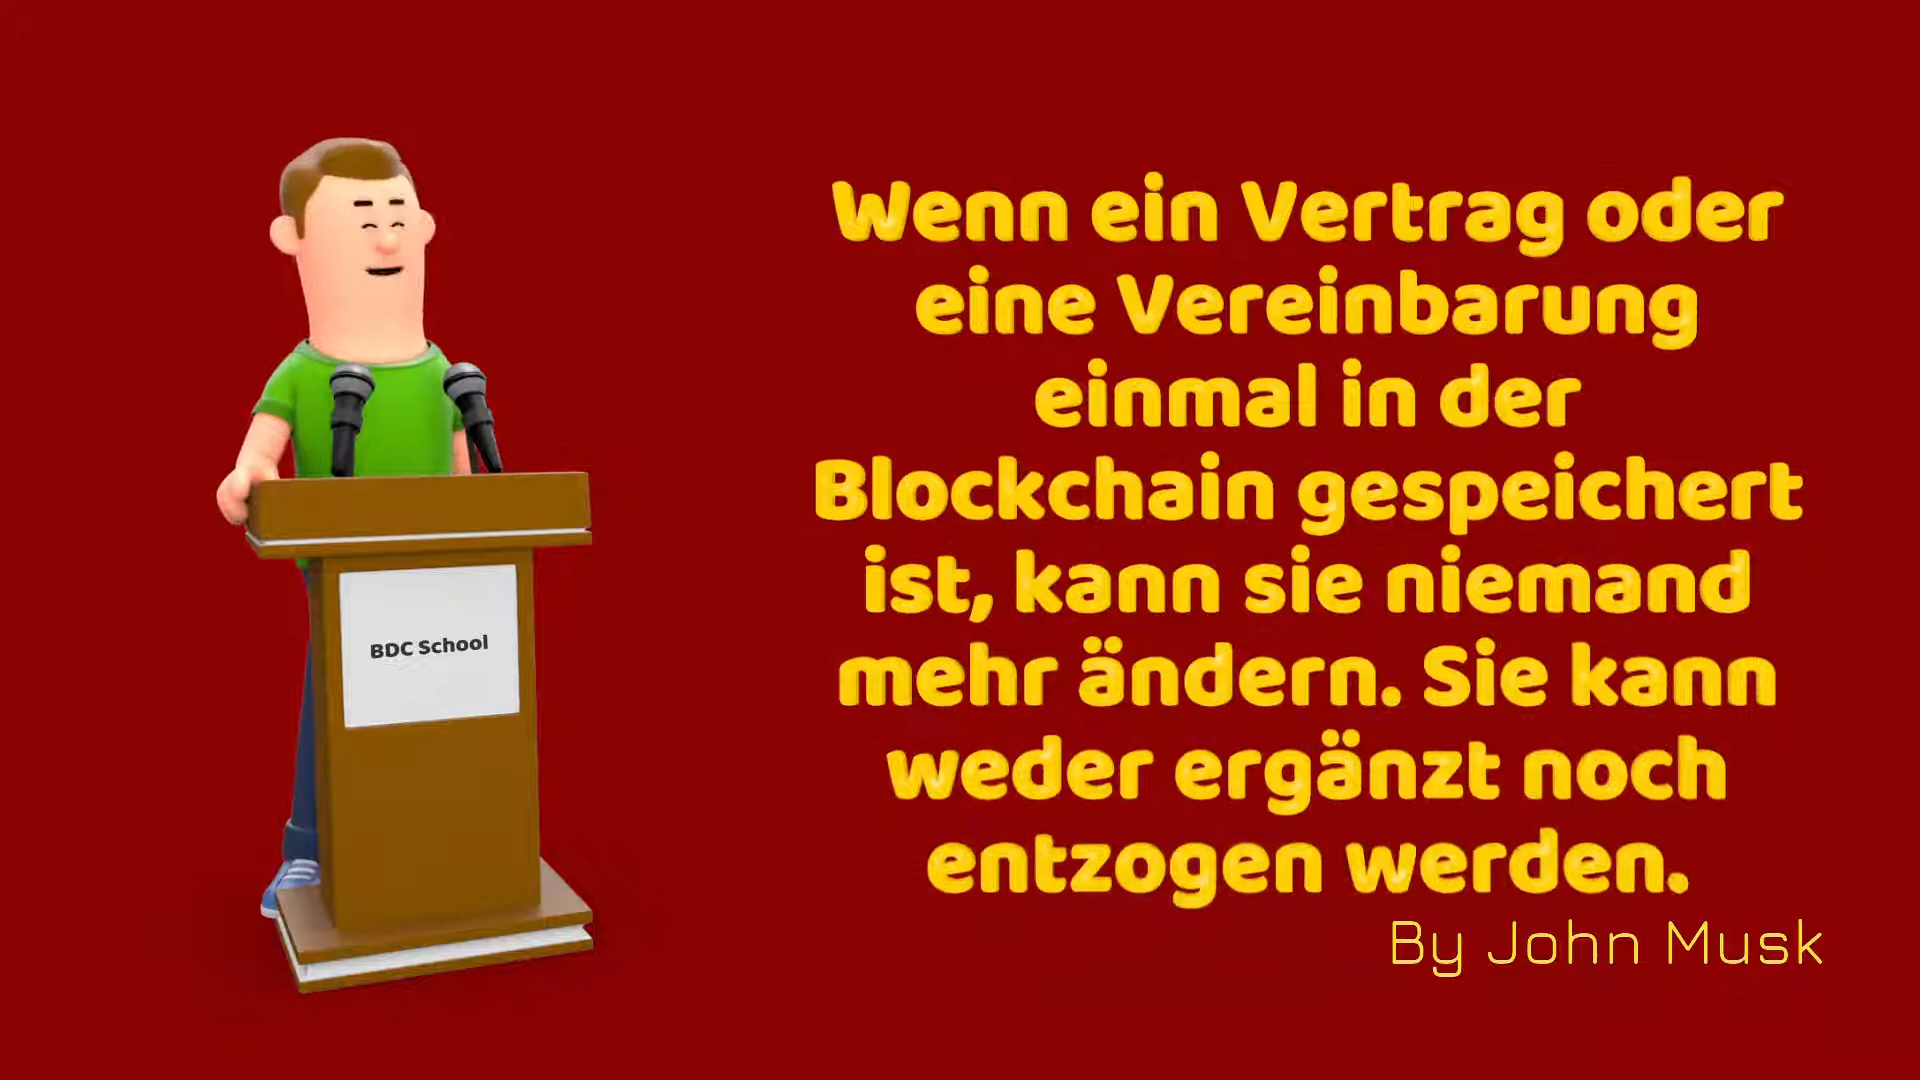 Wenn ein Vertrag oder
eine Vereinbarung
einmal in der
Blockchain gespeichert
ist, kann sie niemand
mehr ändern. Sie kann
weder ergänzt noch
entzogen werden.
By John Musk
BDC School